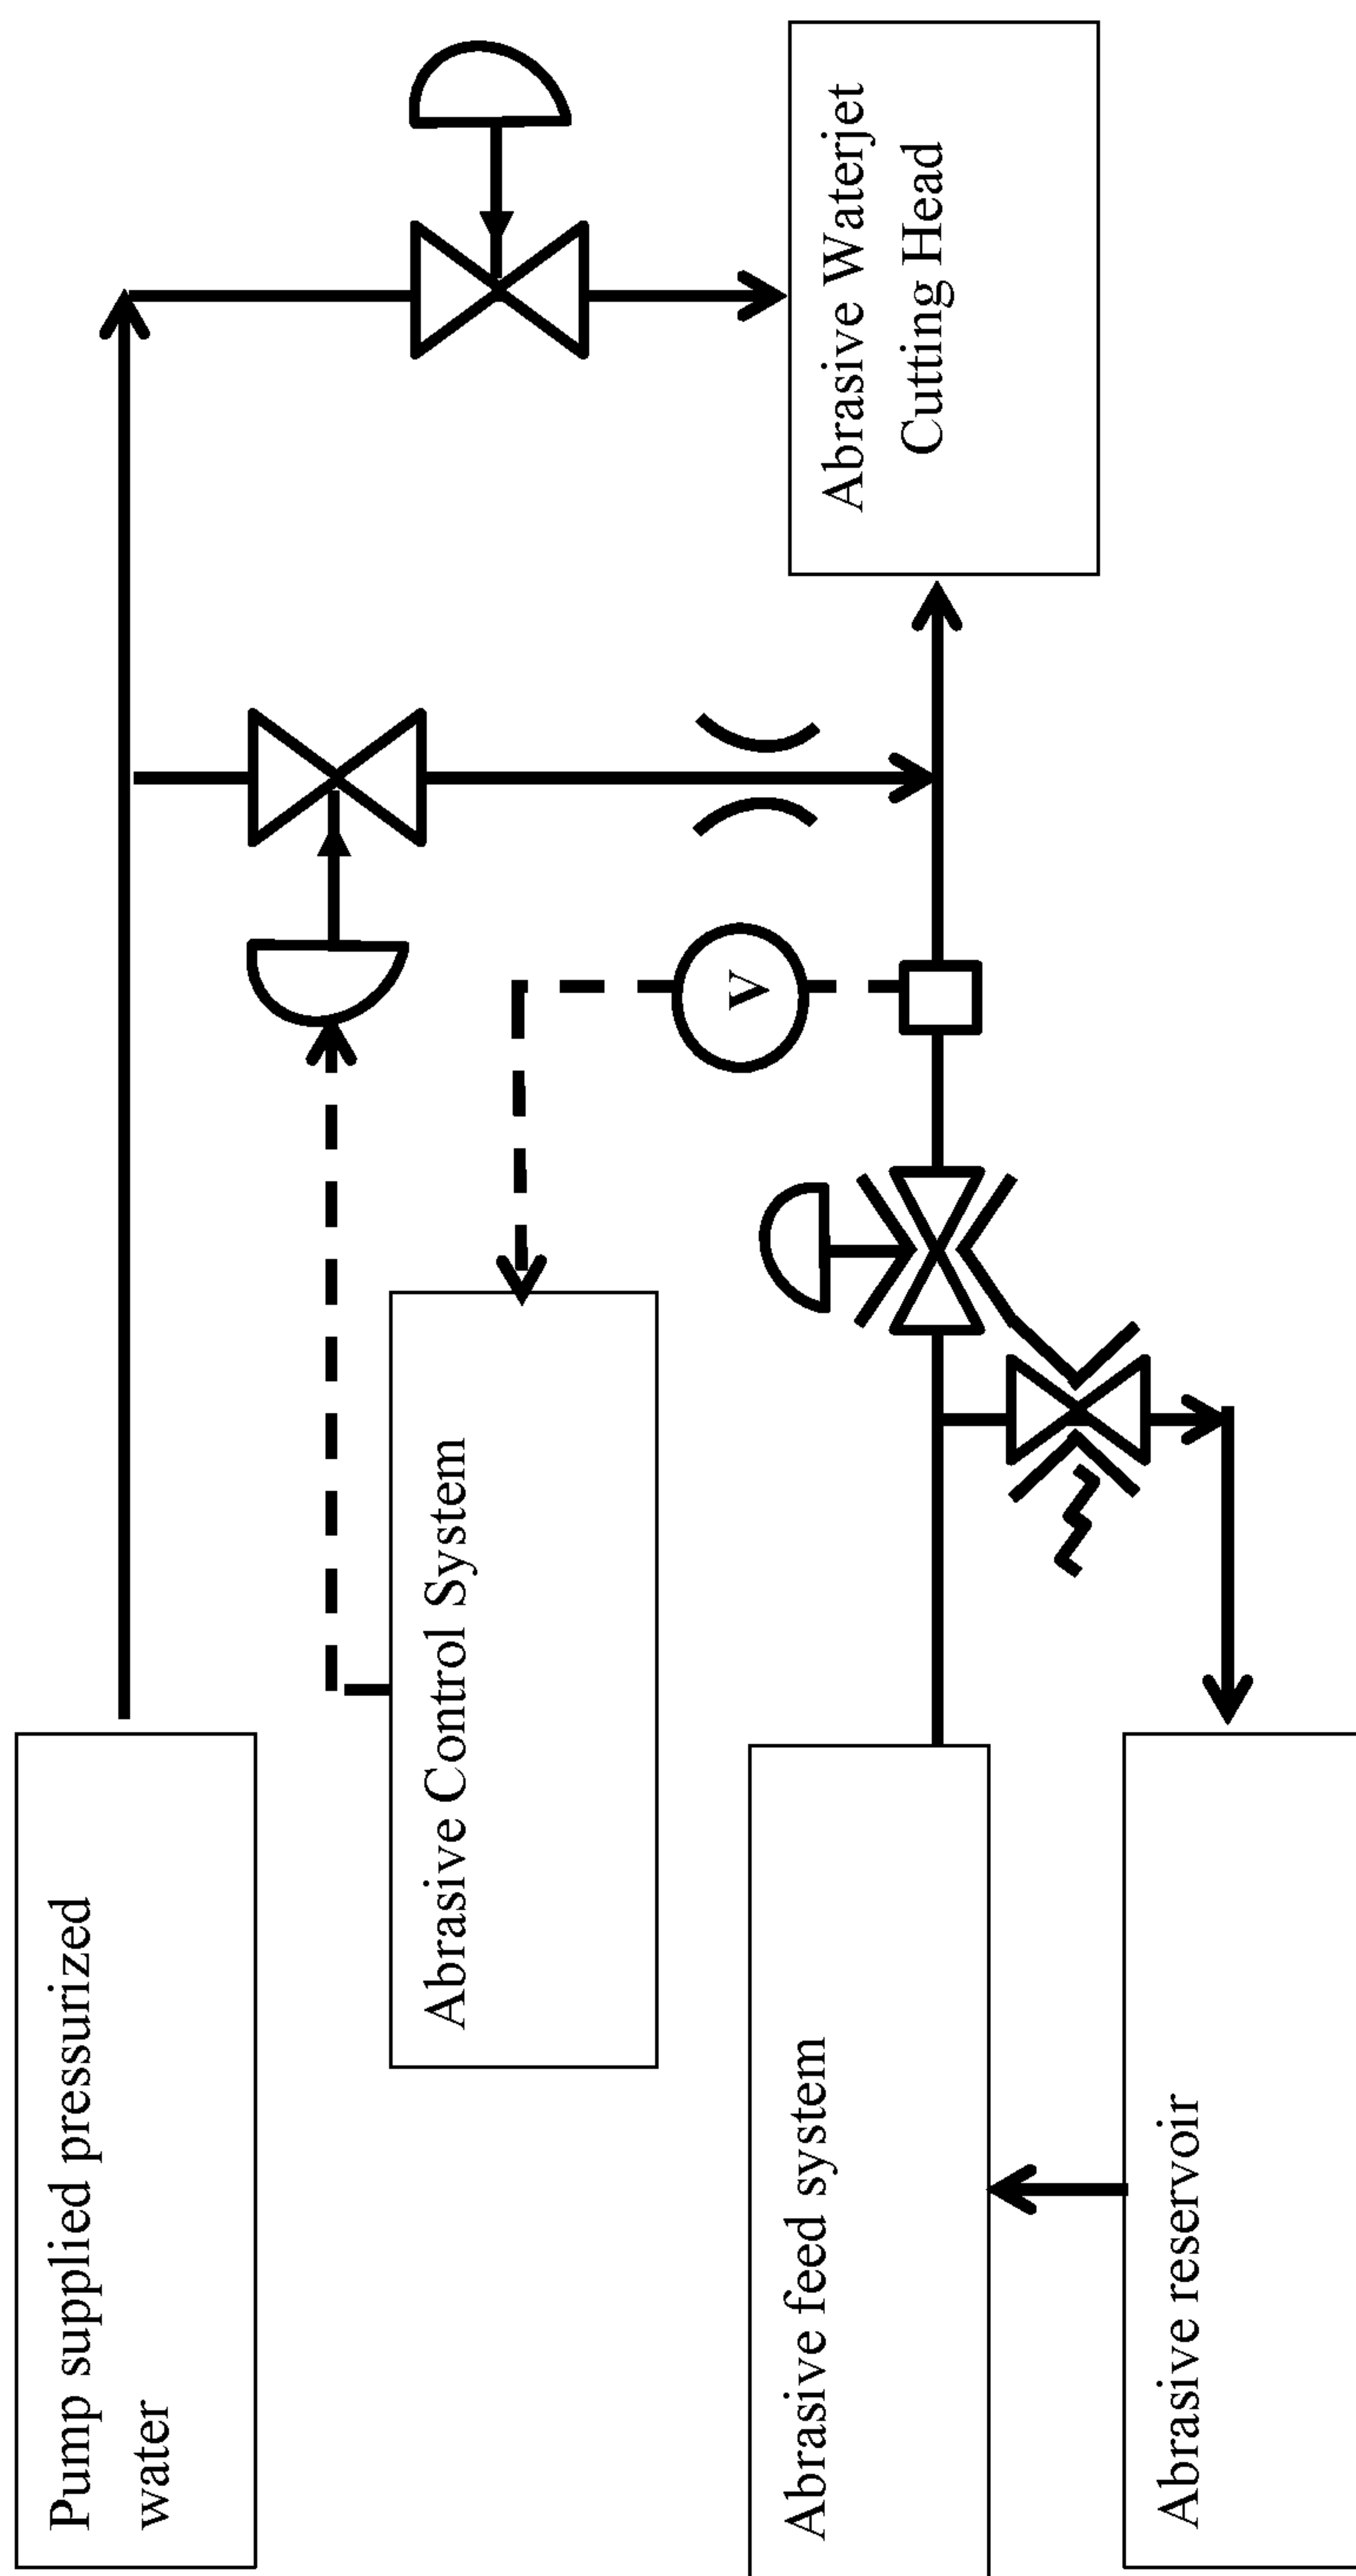 Pump supplied pressurized
water
Abrasive Control System
V
Abrasive Waterjet
Cutting Head
Abrasive feed system
Abrasive reservoir